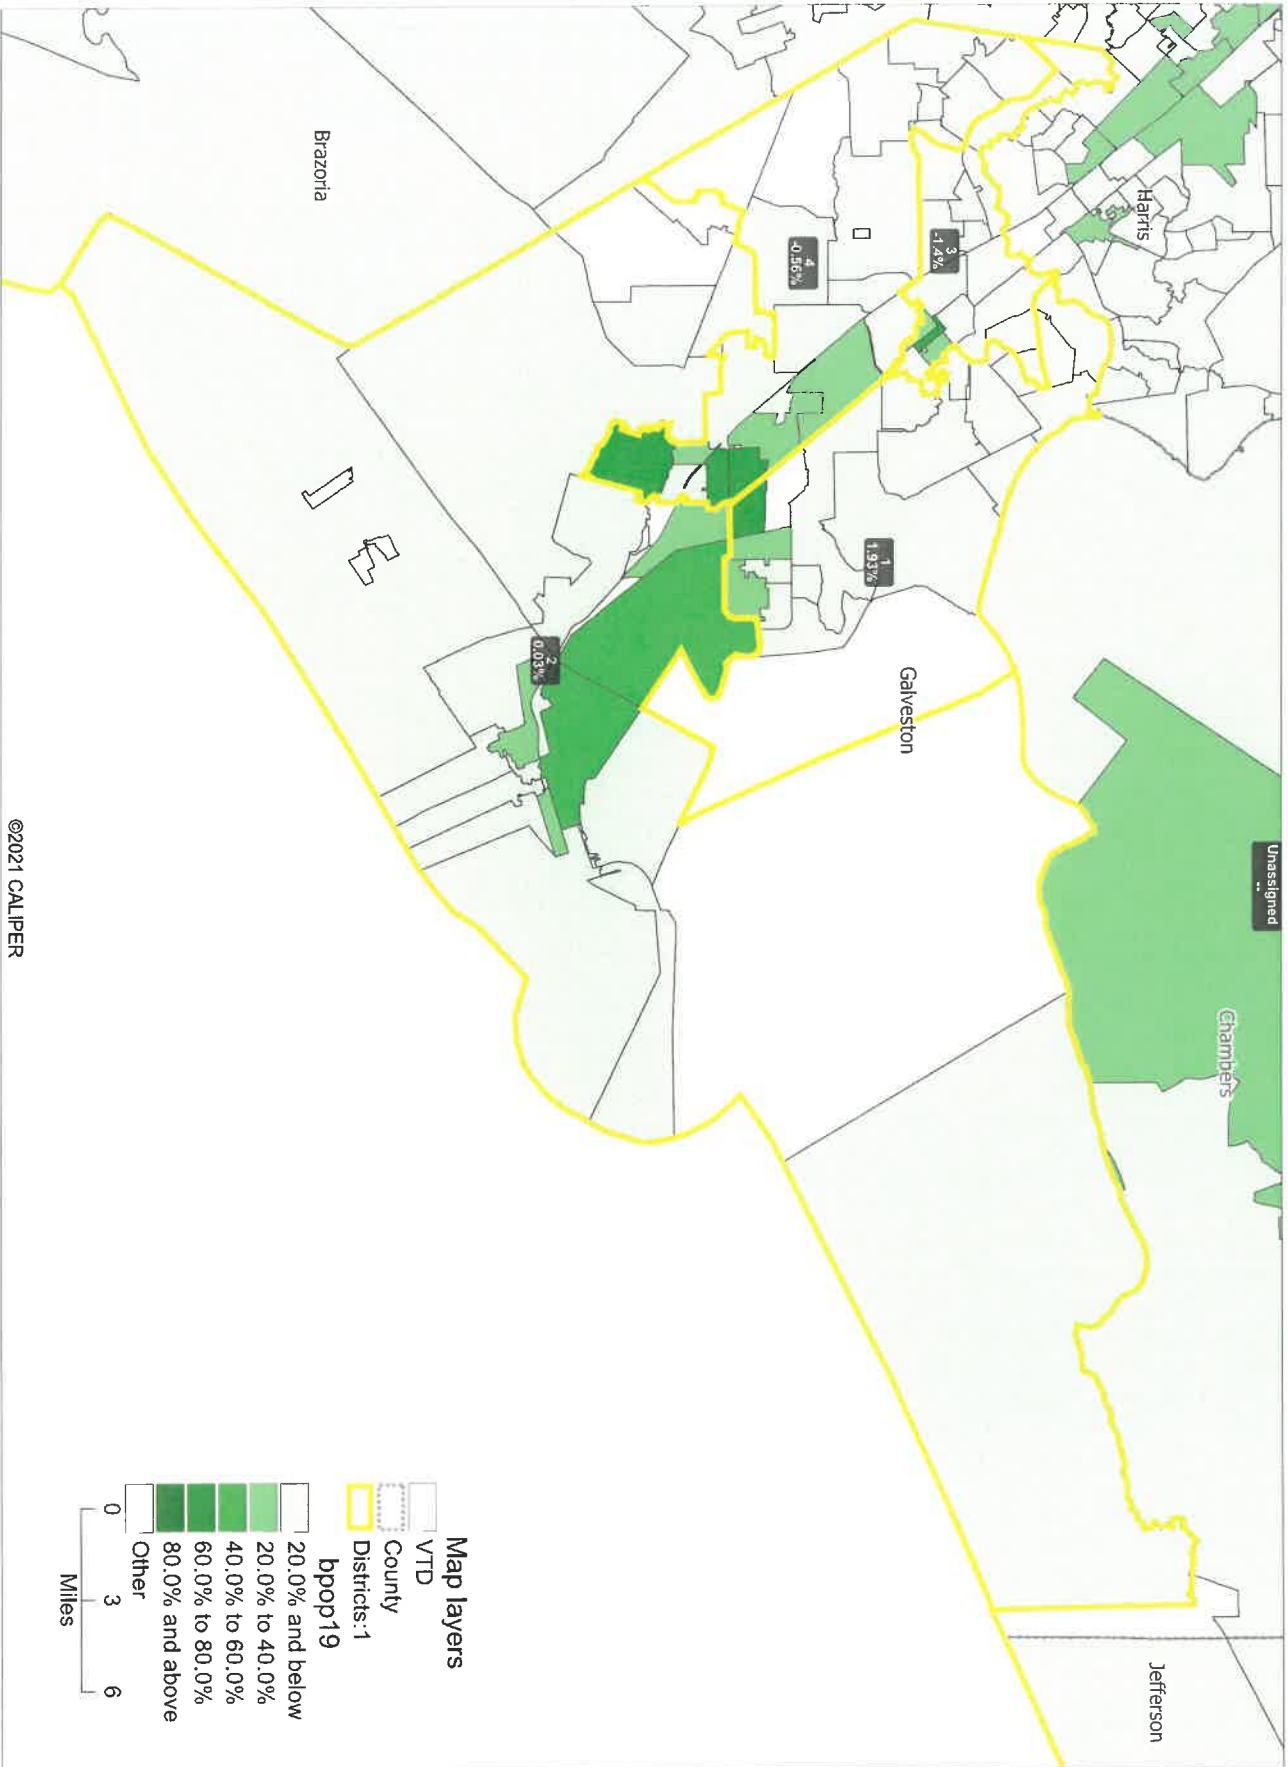 Unassigned
--
Chambers
Jefferson
Harris
3
-1.4%
4
-0.56%
1
1.93%
Galveston
Brazoria
2
0.03%
Map layers
VTD
County
Districts:1
bpop19
20.0% and below
20.0% to 40.0%
40.0% to 60.0%
60.0% to 80.0%
80.0% and above
Other
0 3 6
Miles
©2021 CALIPER